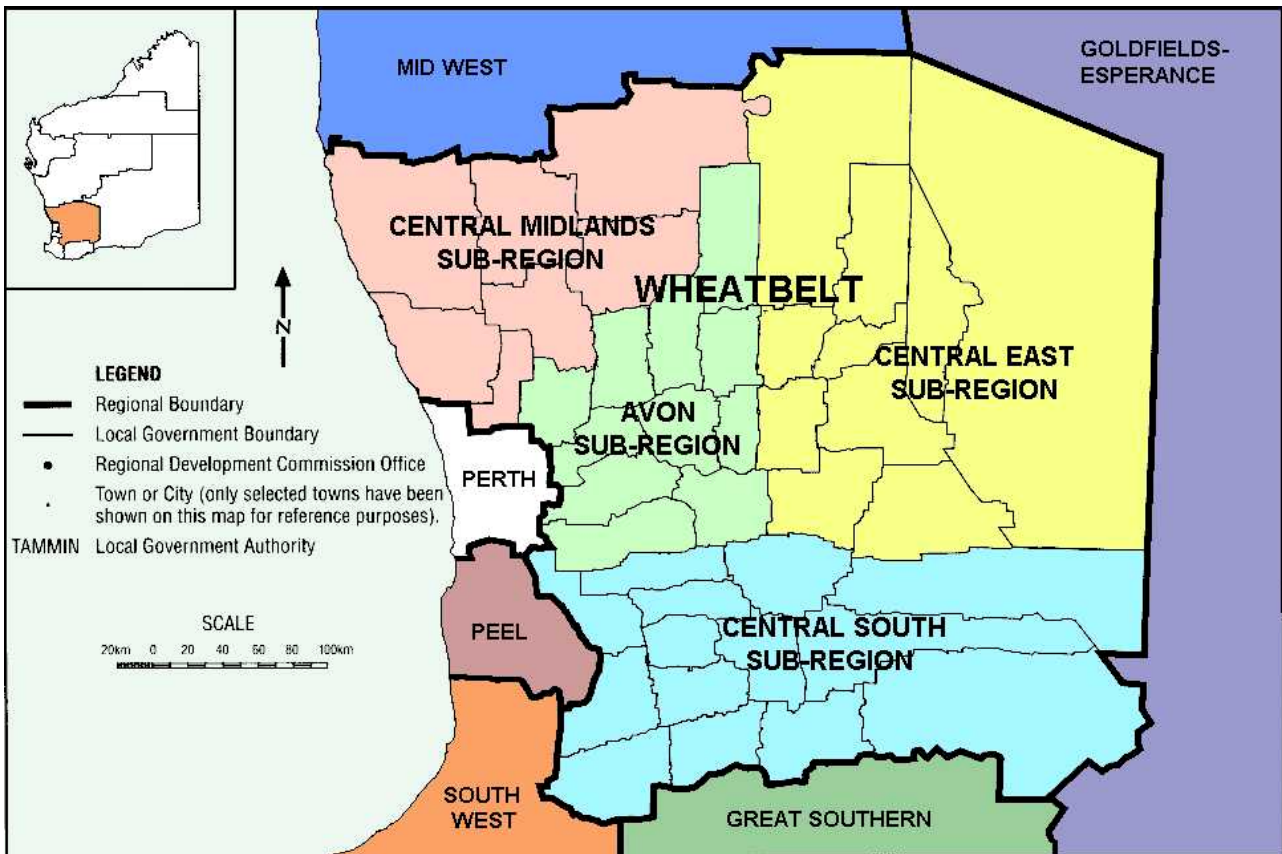 MID WEST
GOLDFIELDS-
ESPERANCE
CENTRAL MIDLANDS
SUB-REGION
WHEATBELT
N
CENTRAL EAST
SUB-REGION
AVON
SUB-REGION
PERTH
LEGEND
Regional Boundary
Local Government Boundary
Regional Development Commission Office
Town or City (only selected towns have been
shown on this map for reference purposes).
TAMMIN Local Government Authority
SCALE
20km 0 20 40 60 80 100km
PEEL
CENTRAL SOUTH
SUB-REGION
SOUTH
WEST
GREAT SOUTHERN